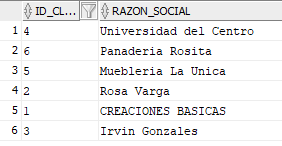 ID_CL... RAZON_SOCIAL
1 4 Universidad del Centro
2 6 Panaderia Rosita
3 5 Muebleria La Unica
4 2 Rosa Varga
5 1 CREACIONES BASICAS
6 3 Irvin Gonzales